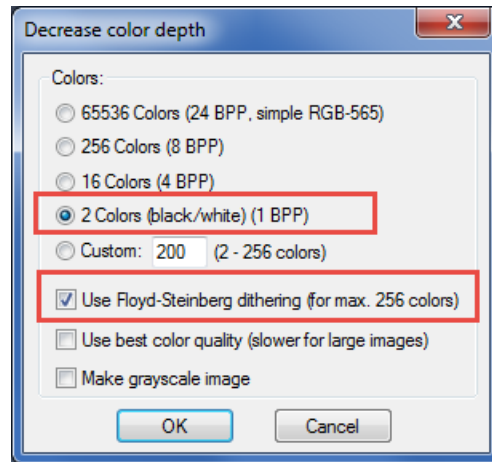 Decrease color depth
Colors:
65536 Colors (24 BPP, simple RGB-565)
256 Colors (8 BPP)
16 Colors (4 BPP)
2 Colors (black/white) (1 BPP)
Custom: 200 (2 - 256 colors)
Use Floyd-Steinberg dithering (for max. 256 colors)
Use best color quality (slower for large images)
Make grayscale image
OK Cancel